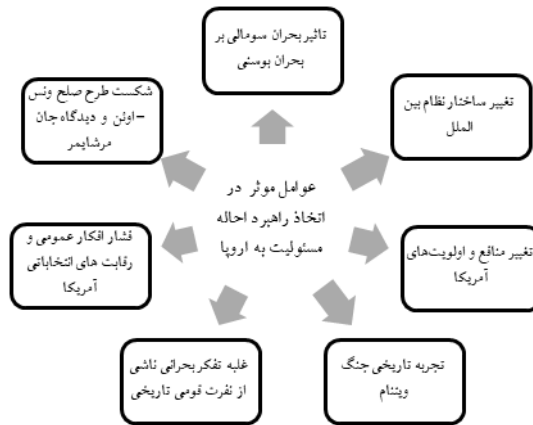 تاثیر بحران سومالی بر
بحران بوسنی
تغییر ساختار نظام بین
الملل
تغییر منافع و اولویت‌های
آمریکا
تجربه تاریخی جنگ
ویتنام
غلبه تفکر بحرانی ناشی
از نفرت قومی تاریخی
فشار افکار عمومی و
رقابت های انتخاباتی
آمریکا
شکست طرح صلح ونس
–اوئن و دیدگاه جان
مرشایمر
عوامل موثر در
اتخاذ راهبرد احاله
مسئولیت به اروپا